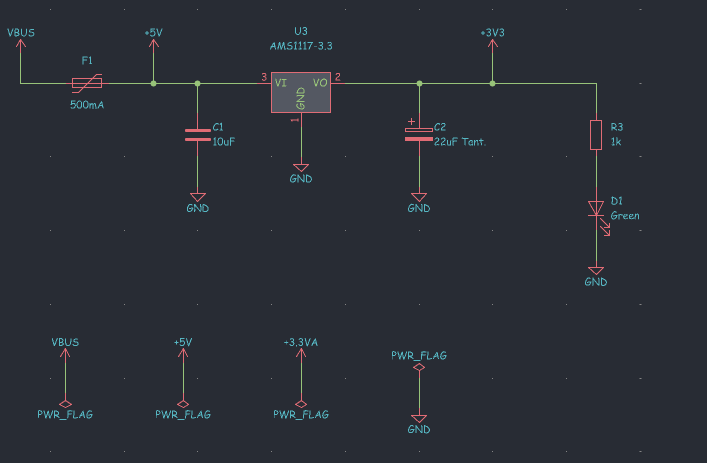 VBUS
+5V
U3
AMS1117-3.3
+3V3
F1
500mA
3
VI
VO
2
GND
1
C1
10uF
C2
22uF Tant.
R3
1k
GND
GND
GND
D1
Green
GND
VBUS
+5V
+3.3VA
PWR_FLAG
PWR_FLAG
PWR_FLAG
PWR_FLAG
GND